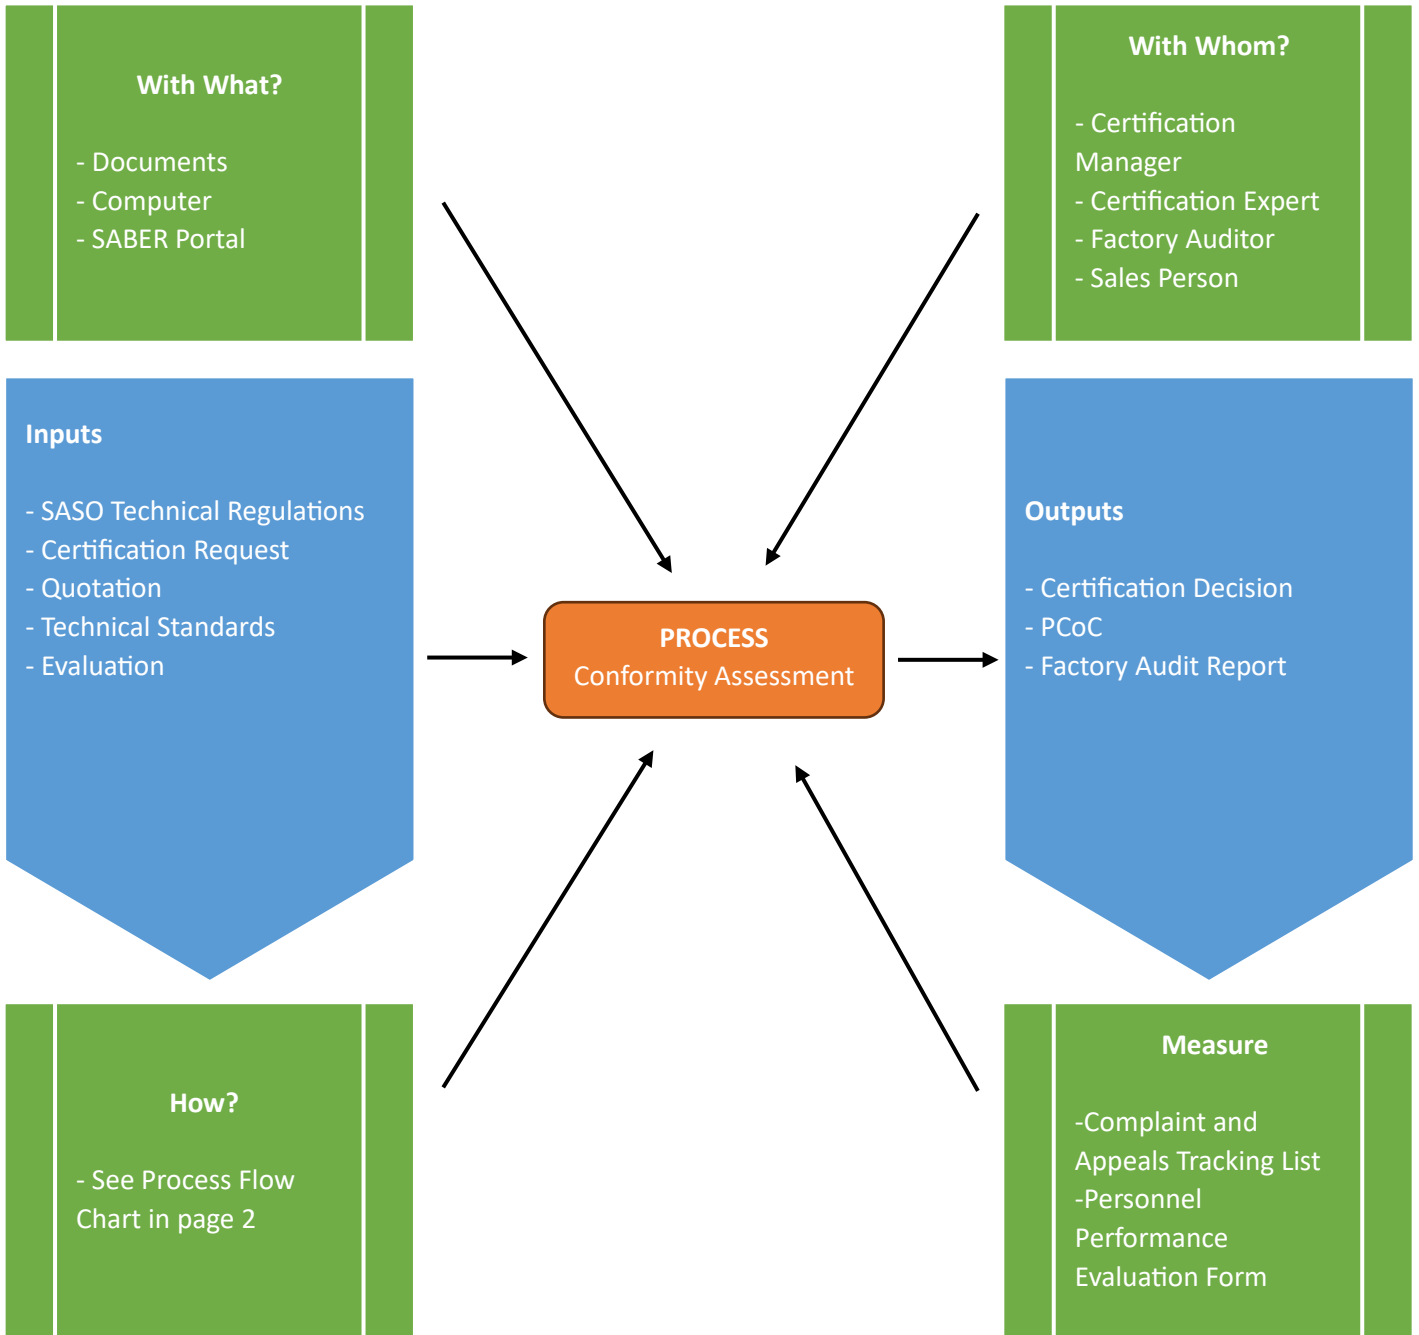 With What?
- Documents
- Computer
- SABER Portal
With Whom?
- Certification
Manager
- Certification Expert
- Factory Auditor
- Sales Person
Inputs
- SASO Technical Regulations
- Certification Request
- Quotation
- Technical Standards
- Evaluation
PROCESS
Conformity Assessment
Outputs
- Certification Decision
- PCoC
- Factory Audit Report
How?
- See Process Flow
Chart in page 2
Measure
-Complaint and
Appeals Tracking List
-Personnel
Performance
Evaluation Form